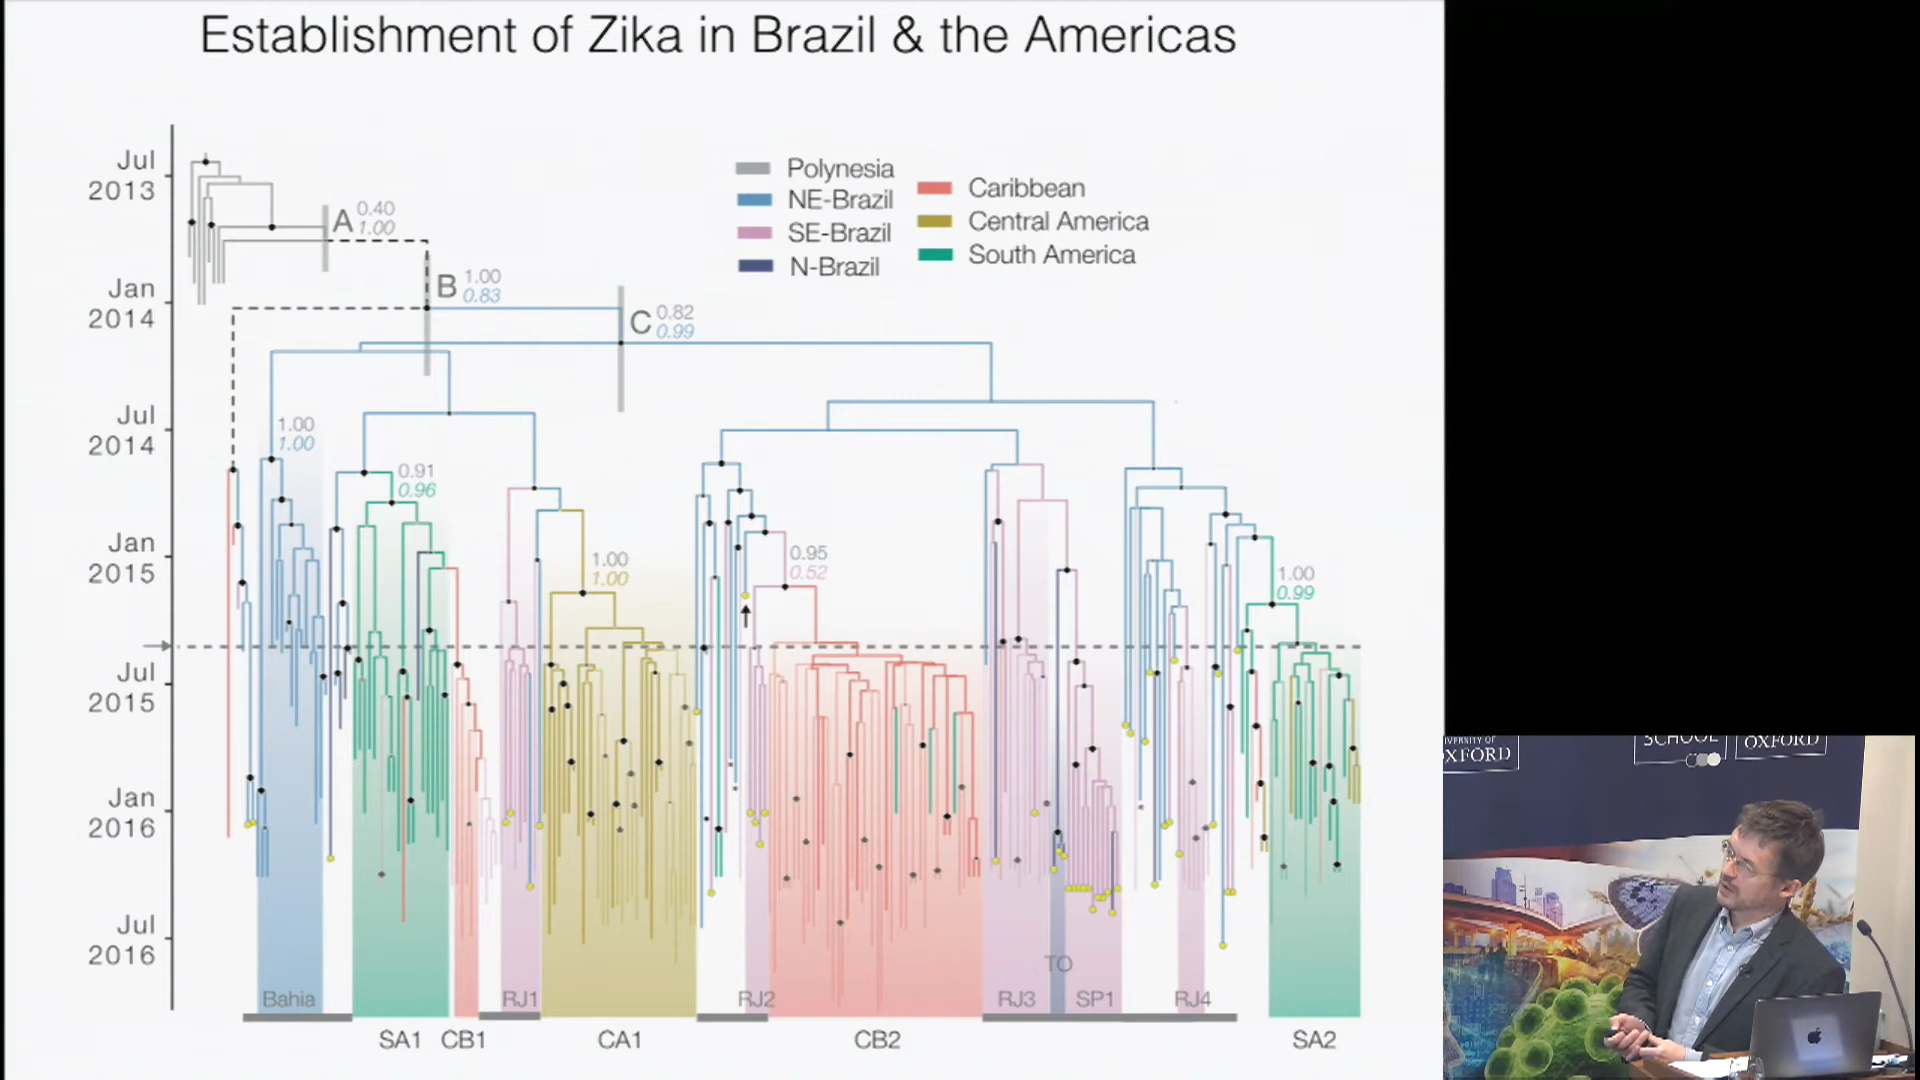 Establishment of Zika in Brazil & the Americas
Jul
2013
Jan
2014
Jul
2014
Jan
2015
Jul
2015
Jan
2016
Jul
2016
Polynesia
NE-Brazil
SE-Brazil
N-Brazil
Caribbean
Central America
South America
A 0.40
1.00
B 1.00
0.83
C 0.82
0.99
1.00
1.00
0.91
0.96
1.00
1.00
0.95
0.52
1.00
0.99
TO
Bahia
RJ1
RJ2
RJ3
SP1
RJ4
SA1
CB1
CA1
CB2
SA2
OXFORD
SCHOOL
OXFORD